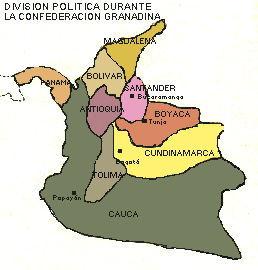 DIVISION POLITICA DURANTE
LA CONFEDERACION GRANADINA
MAGDALENA
PANAMA
BOLIVAR
SANTANDER
Bucaramanga
ANTIOQUIA
BOYACA
Tunja
CUNDINAMARCA
Bogotá
TOLIMA
Popayán
CAUCA